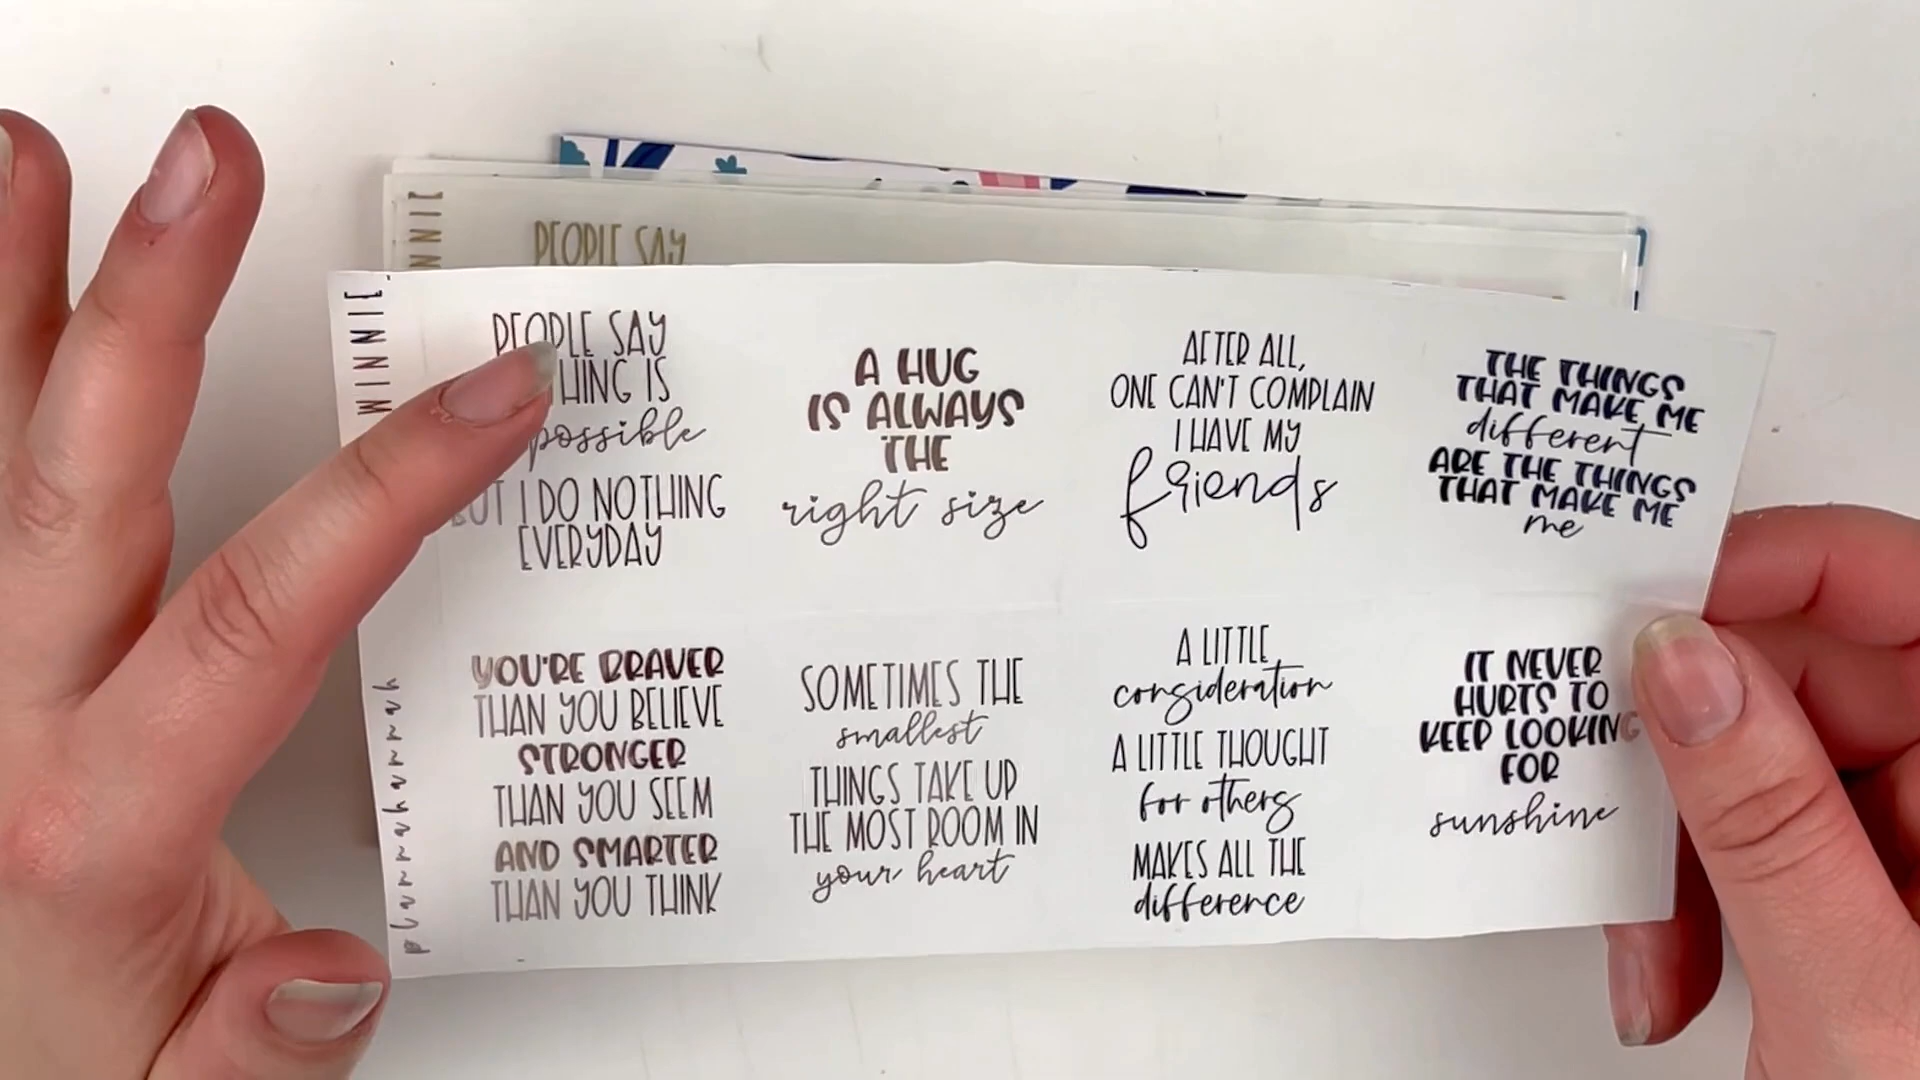 PEOPLE SAY
WINNIE
PEOPLE SAY
THING IS
possible
BUT I DO NOTHING
EVERYDAY
A HUG
IS ALWAYS
THE
right size
AFTER ALL,
ONE CAN'T COMPLAIN
I HAVE MY
friends
THE THINGS
THAT MAKE ME
different
ARE THE THINGS
THAT MAKE ME
me
YOU'RE BRAVER
THAN YOU BELIEVE
STRONGER
THAN YOU SEEM
AND SMARTER
THAN YOU THINK
SOMETIMES THE
smallest
THINGS TAKE UP
THE MOST ROOM IN
your heart
A LITTLE
consideration
A LITTLE THOUGHT
for others
MAKES ALL THE
difference
IT NEVER
HURTS TO
KEEP LOOKING
FOR
sunshine
plannahannah